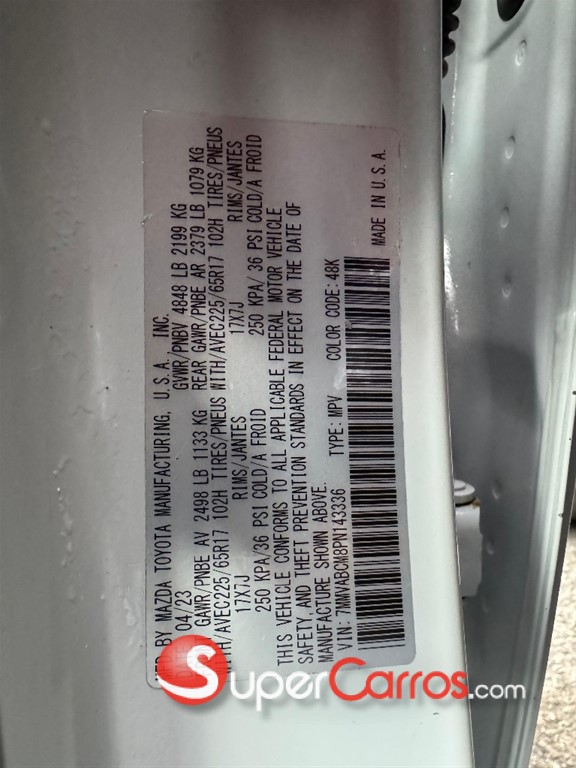 MFD BY MAZDA TOYOTA MANUFACTURING, U.S.A., INC.
04/23 GVWR/PNBV 4848 LB 2199 KG
GAWR/PNBE AV 2498 LB 1133 KG REAR GAWR/PNBE AR 2379 LB 1079 KG
WITH/AVEC225/65R17 102H TIRES/PNEUS WITH/AVEC225/65R17 102H TIRES/PNEUS
17X7J RIMS/JANTES 17X7J RIMS/JANTES
250 KPA/36 PSI COLD/A FROID 250 KPA/36 PSI COLD/A FROID
THIS VEHICLE CONFORMS TO ALL APPLICABLE FEDERAL MOTOR VEHICLE
SAFETY, AND THEFT PREVENTION STANDARDS IN EFFECT ON THE DATE OF
MANUFACTURE SHOWN ABOVE.
VIN: 7MMVABCM8PN143336 TYPE: MPV COLOR CODE: 48K
MADE IN U.S.A.
SuperCarros.com